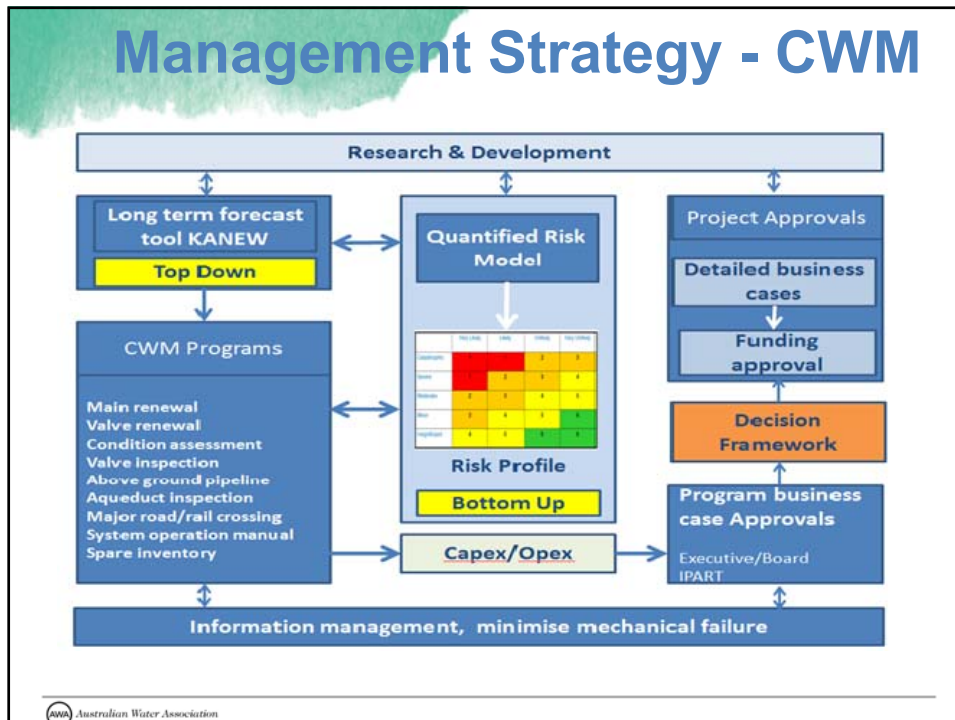 Management Strategy - CWM
Research & Development
Long term forecast
tool KANEW
Top Down
CWM Programs
Main renewal
Valve renewal
Condition assessment
Valve inspection
Above ground pipeline
Aqueduct inspection
Major road/rail crossing
System operation manual
Spare inventory
Quantified Risk
Model
Risk Profile
Bottom Up
Capex/Opex
Project Approvals
Detailed business
cases
Funding
approval
Decision
Framework
Program business
case Approvals
Executive/Board
IPART
Information management, minimise mechanical failure
AWA Australian Water Association